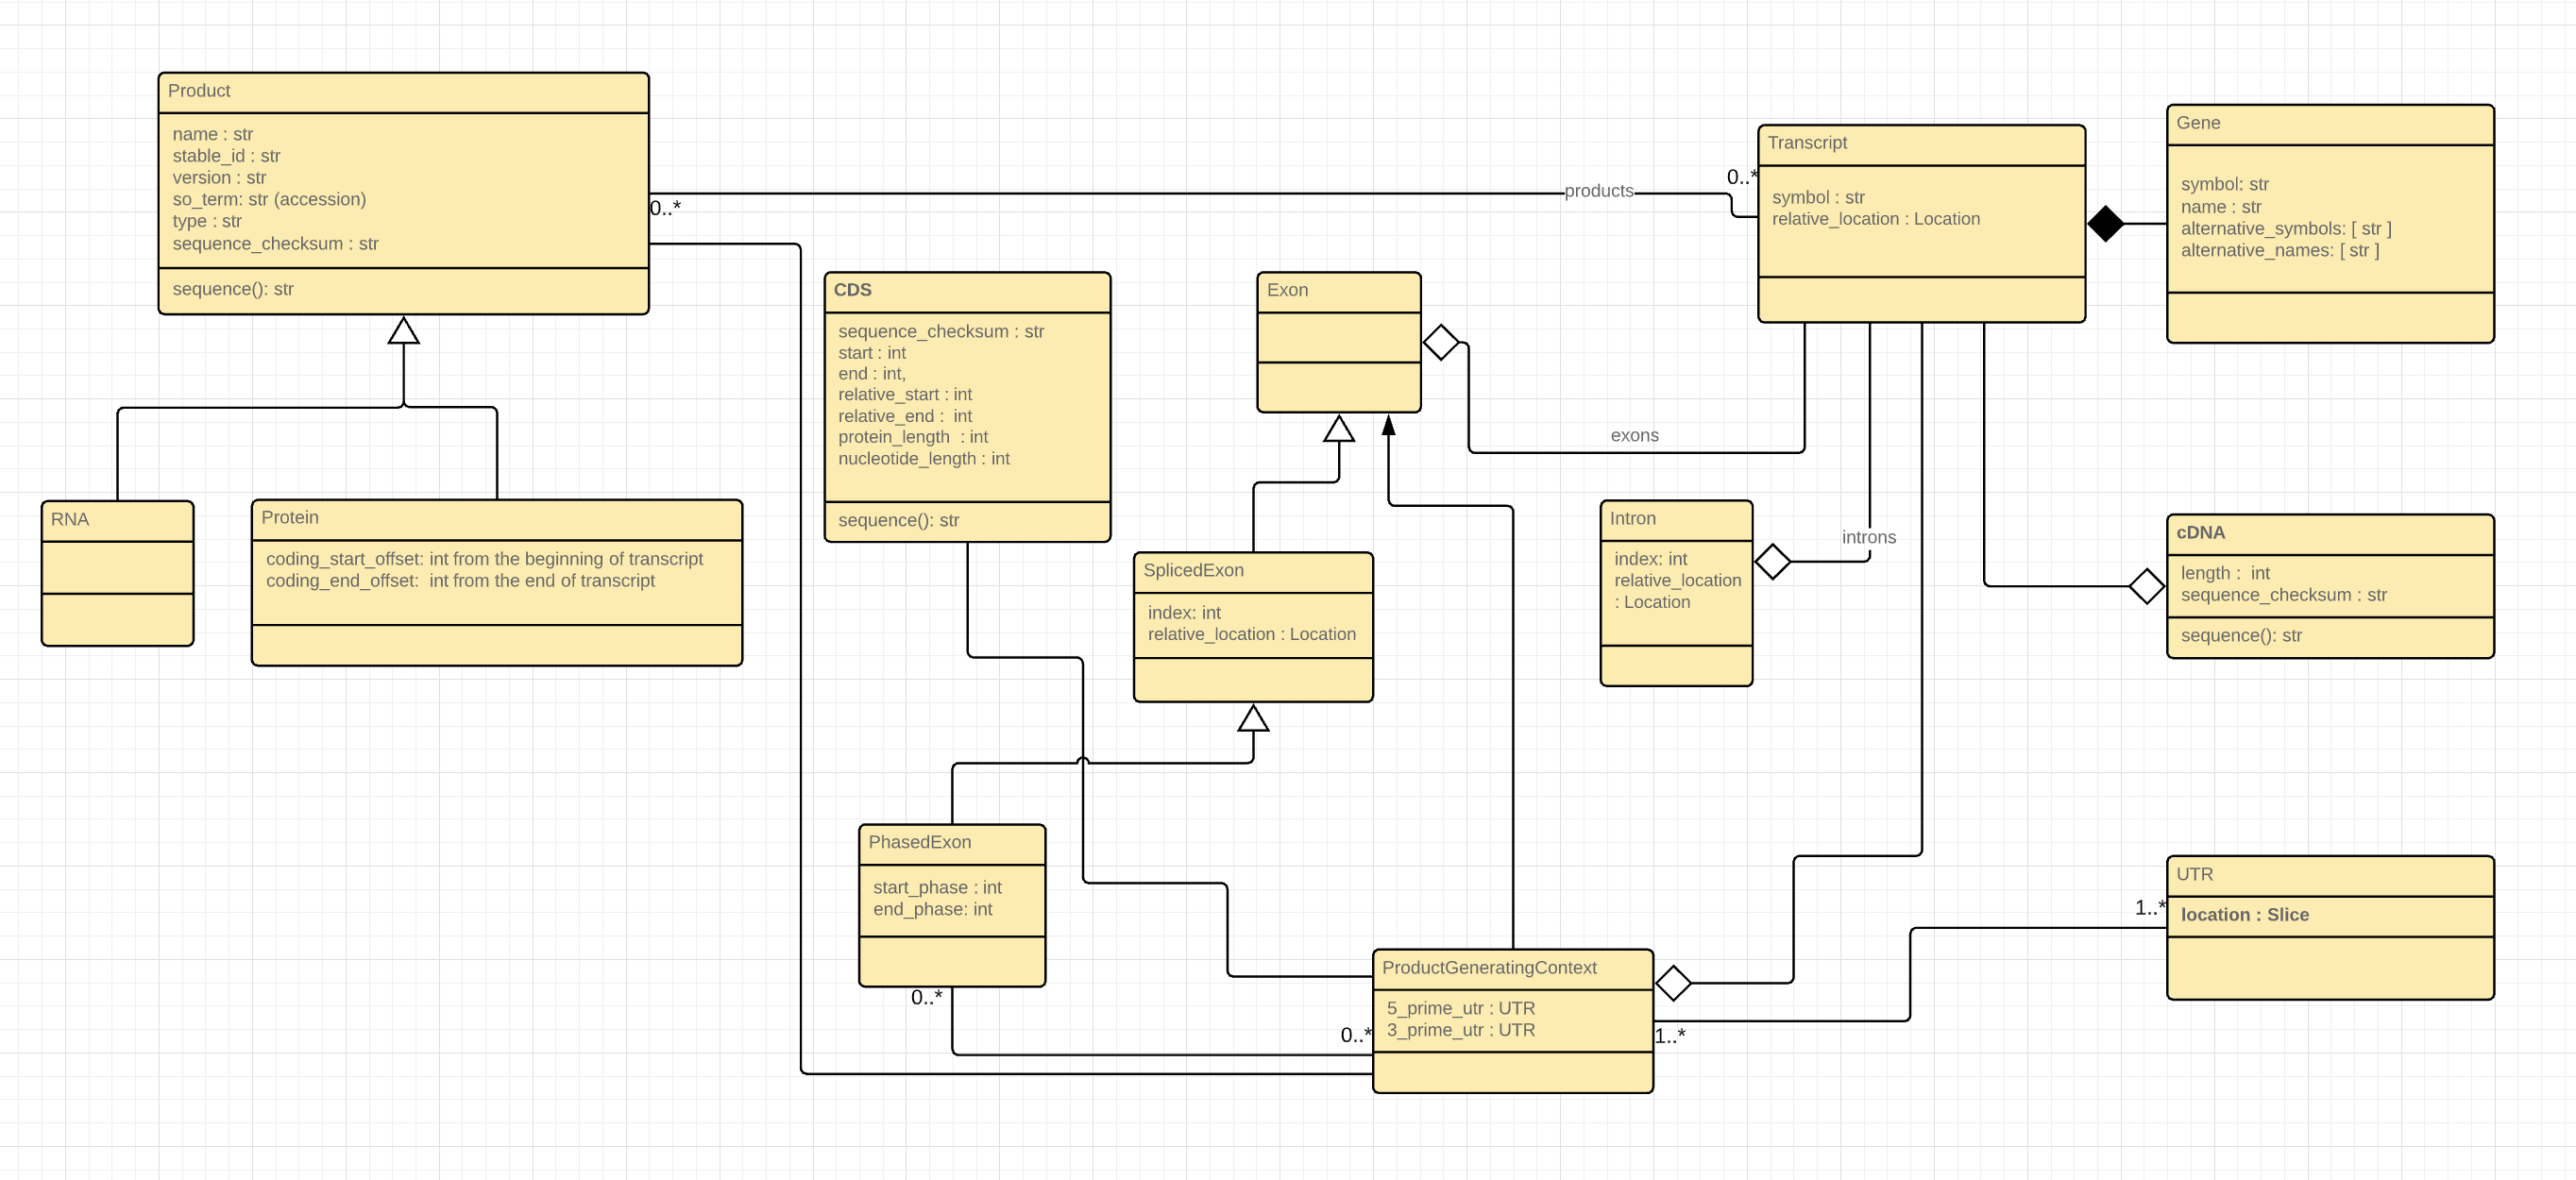 Product
name : str
stable_id : str
version : str
so_term: str (accession)
type : str
sequence_checksum : str
sequence(): str
0..*
products
0..*
Transcript
symbol : str
relative_location : Location
Gene
symbol: str
name : str
alternative_symbols: [ str ]
alternative_names: [ str ]
CDS
sequence_checksum : str
start : int
end : int,
relative_start : int
relative_end :  int
protein_length  : int
nucleotide_length : int
sequence(): str
Exon
exons
RNA
Protein
coding_start_offset: int from the beginning of transcript
coding_end_offset:  int from the end of transcript
SplicedExon
index: int
relative_location : Location
Intron
index: int
relative_location
: Location
introns
cDNA
length :  int
sequence_checksum : str
sequence(): str
PhasedExon
start_phase : int
end_phase: int
0..*
ProductGeneratingContext
5_prime_utr : UTR
3_prime_utr : UTR
0..*
1..*
UTR
location : Slice
1..*